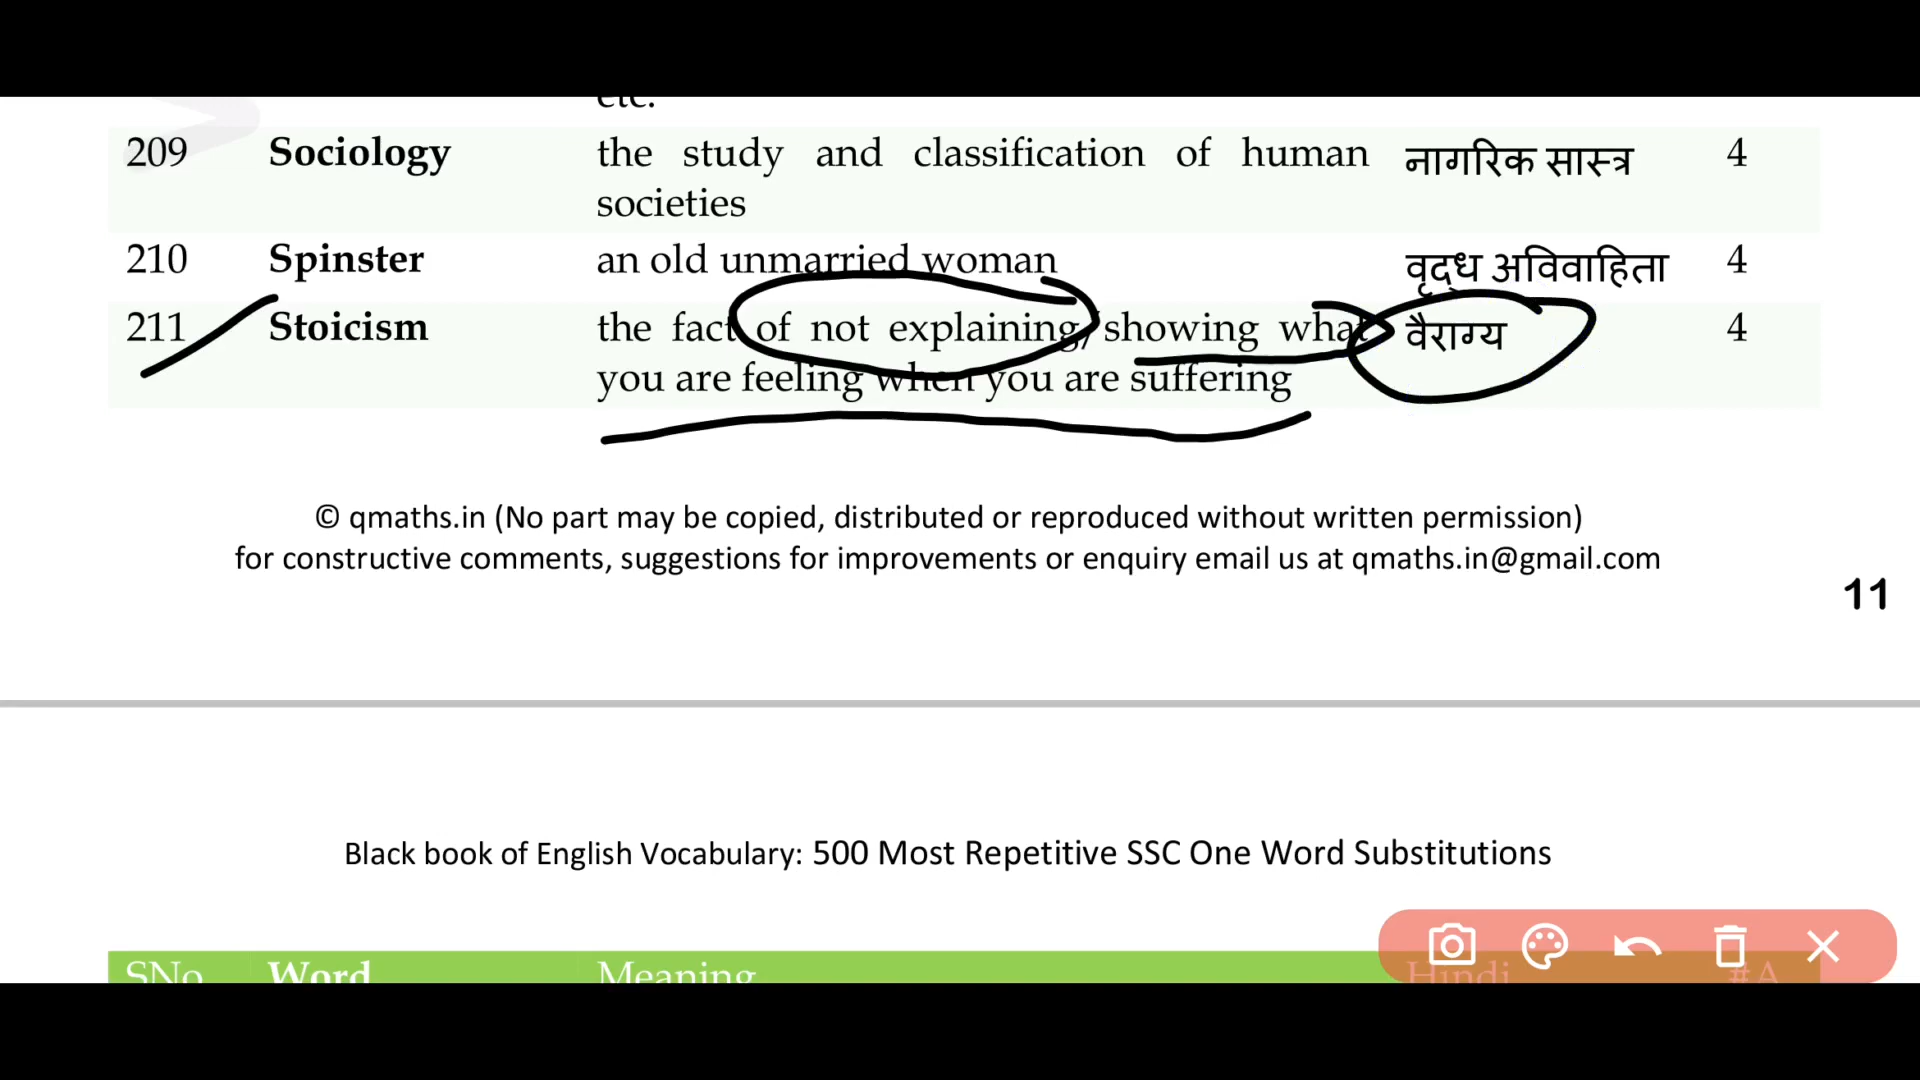 etc.
209 Sociology the study and classification of human नागरिक सास्त्र 4
societies
210 Spinster an old unmarried woman वृद्ध अविवाहिता 4
211 Stoicism the fact of not explaining/showing what वैराग्य 4
you are feeling when you are suffering
© qmaths.in (No part may be copied, distributed or reproduced without written permission)
for constructive comments, suggestions for improvements or enquiry email us at qmaths.in@gmail.com
11
Black book of English Vocabulary: 500 Most Repetitive SSC One Word Substitutions
SNo Word Meaning Hindi #A